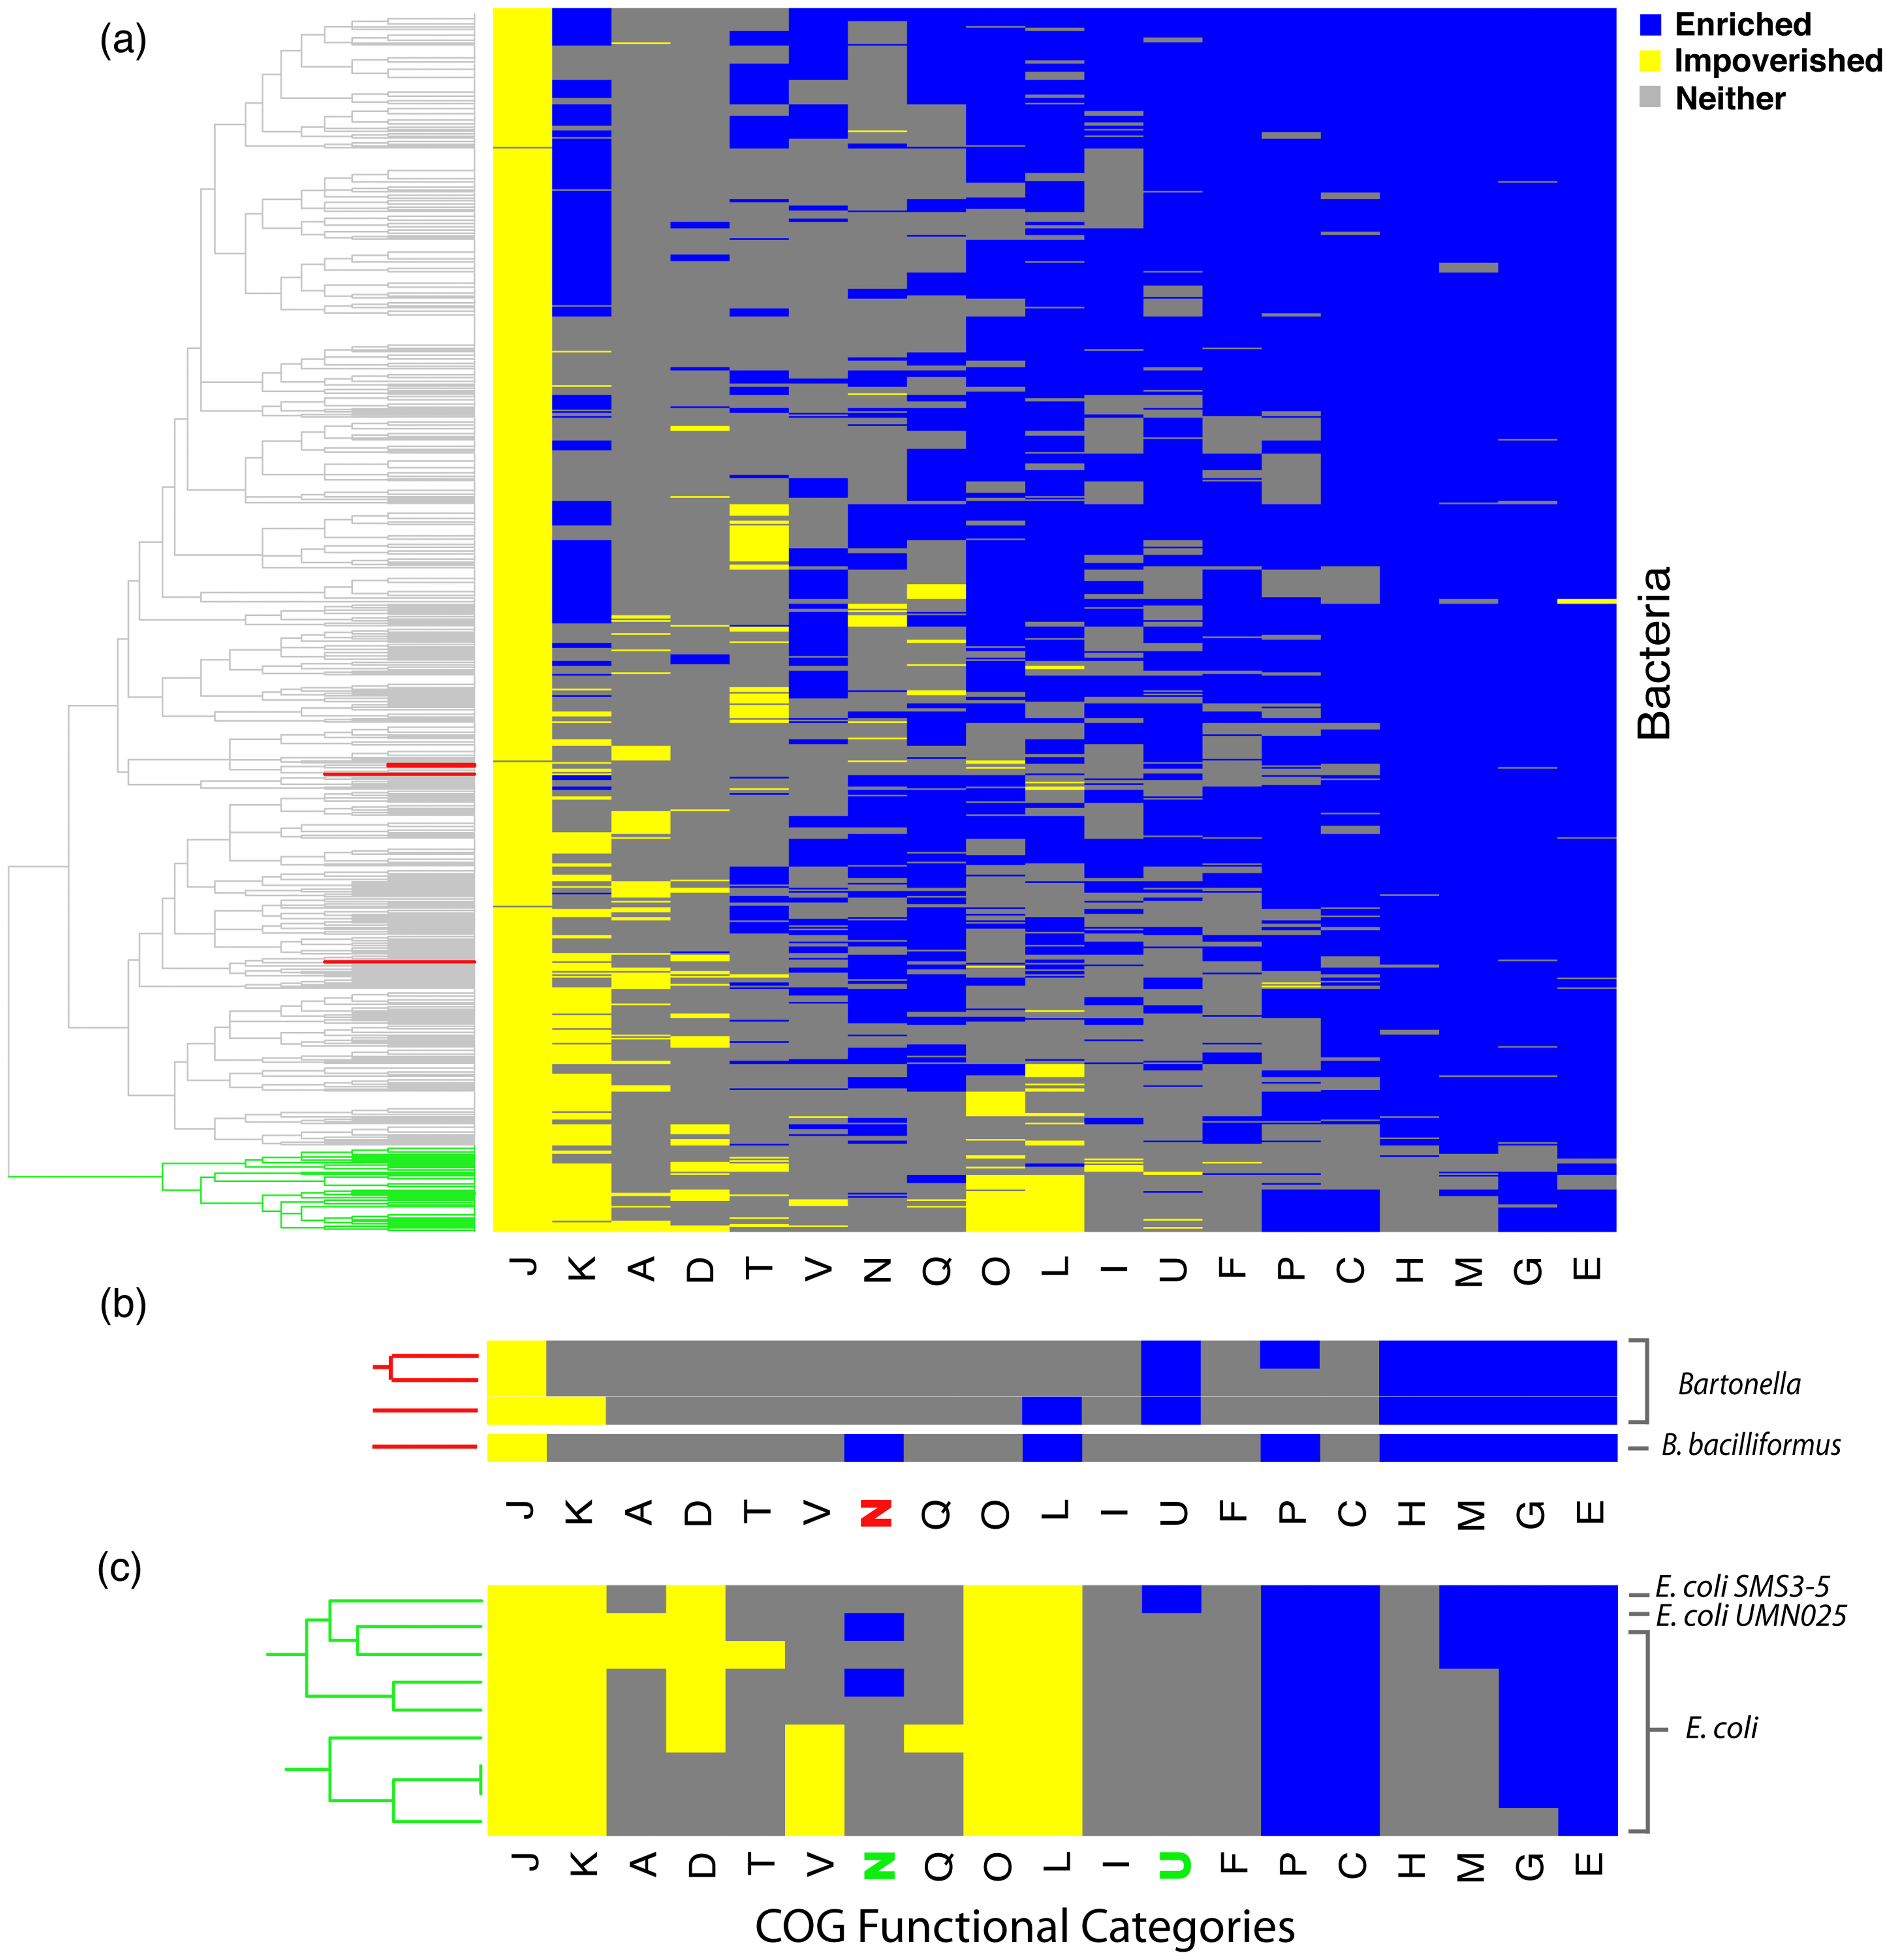 (a)
Enriched
Impoverished
Neither
Bacteria
J K A D T V N Q O L I U F P C H M G E
(b)
Bartonella
B. bacilliformus
J K A D T V N Q O L I U F P C H M G E
(c)
E. coli SMS3-5
E. coli UMN025
E. coli
J K A D T V N Q O L I U F P C H M G E
COG Functional Categories